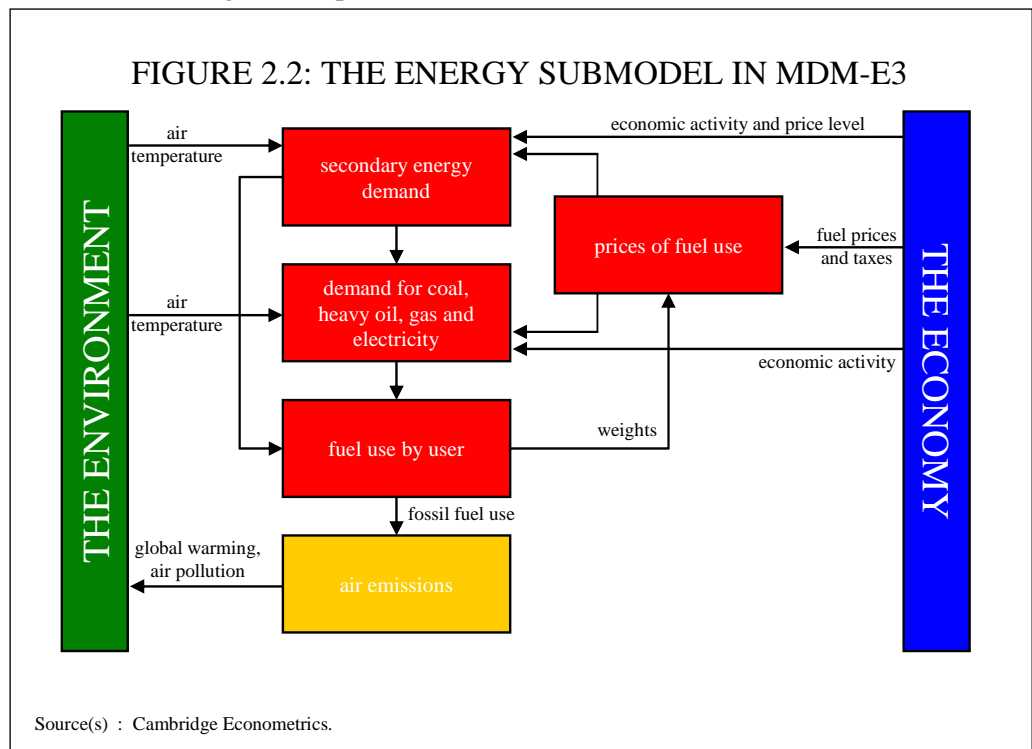 FIGURE 2.2: THE ENERGY SUBMODEL IN MDM-E3
THE ENVIRONMENT
air
temperature
secondary energy
demand
economic activity and price level
prices of fuel use
fuel prices
and taxes
THE ECONOMY
air
temperature
demand for coal,
heavy oil, gas and
electricity
economic activity
fuel use by user
weights
fossil fuel use
global warming,
air pollution
air emissions
Source(s) : Cambridge Econometrics.